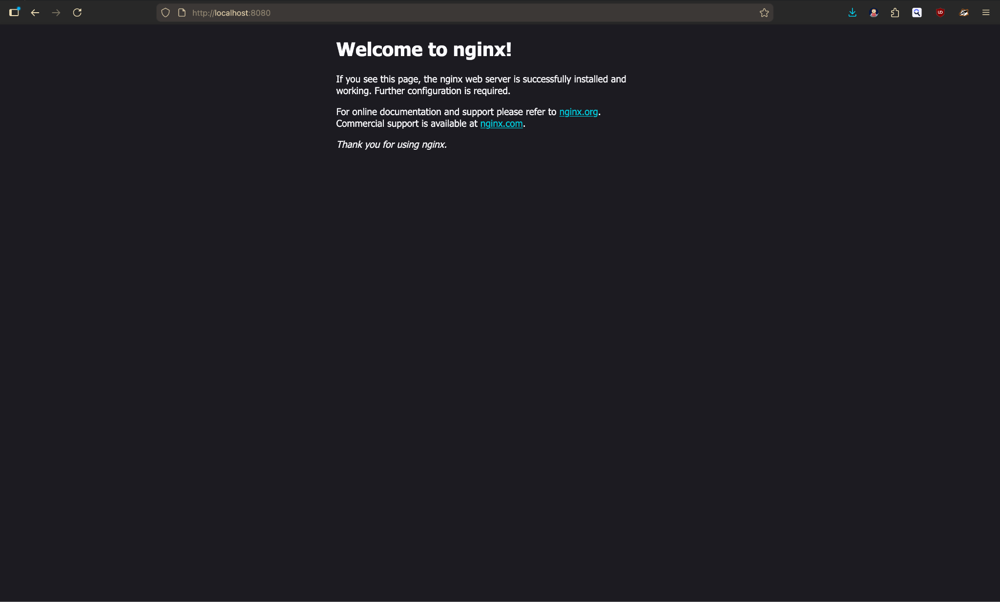 http://localhost:8080
Welcome to nginx!
If you see this page, the nginx web server is successfully installed and
working. Further configuration is required.
For online documentation and support please refer to nginx.org.
Commercial support is available at nginx.com.
Thank you for using nginx.